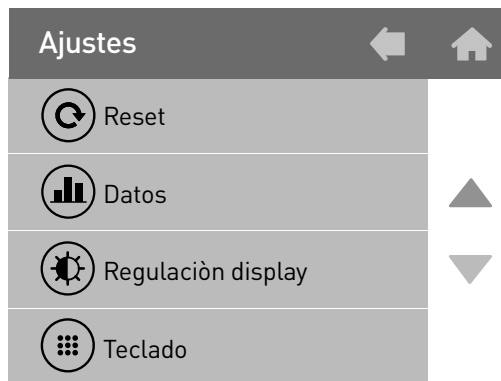 Ajustes
Reset
Datos
Regulaciòn display
Teclado